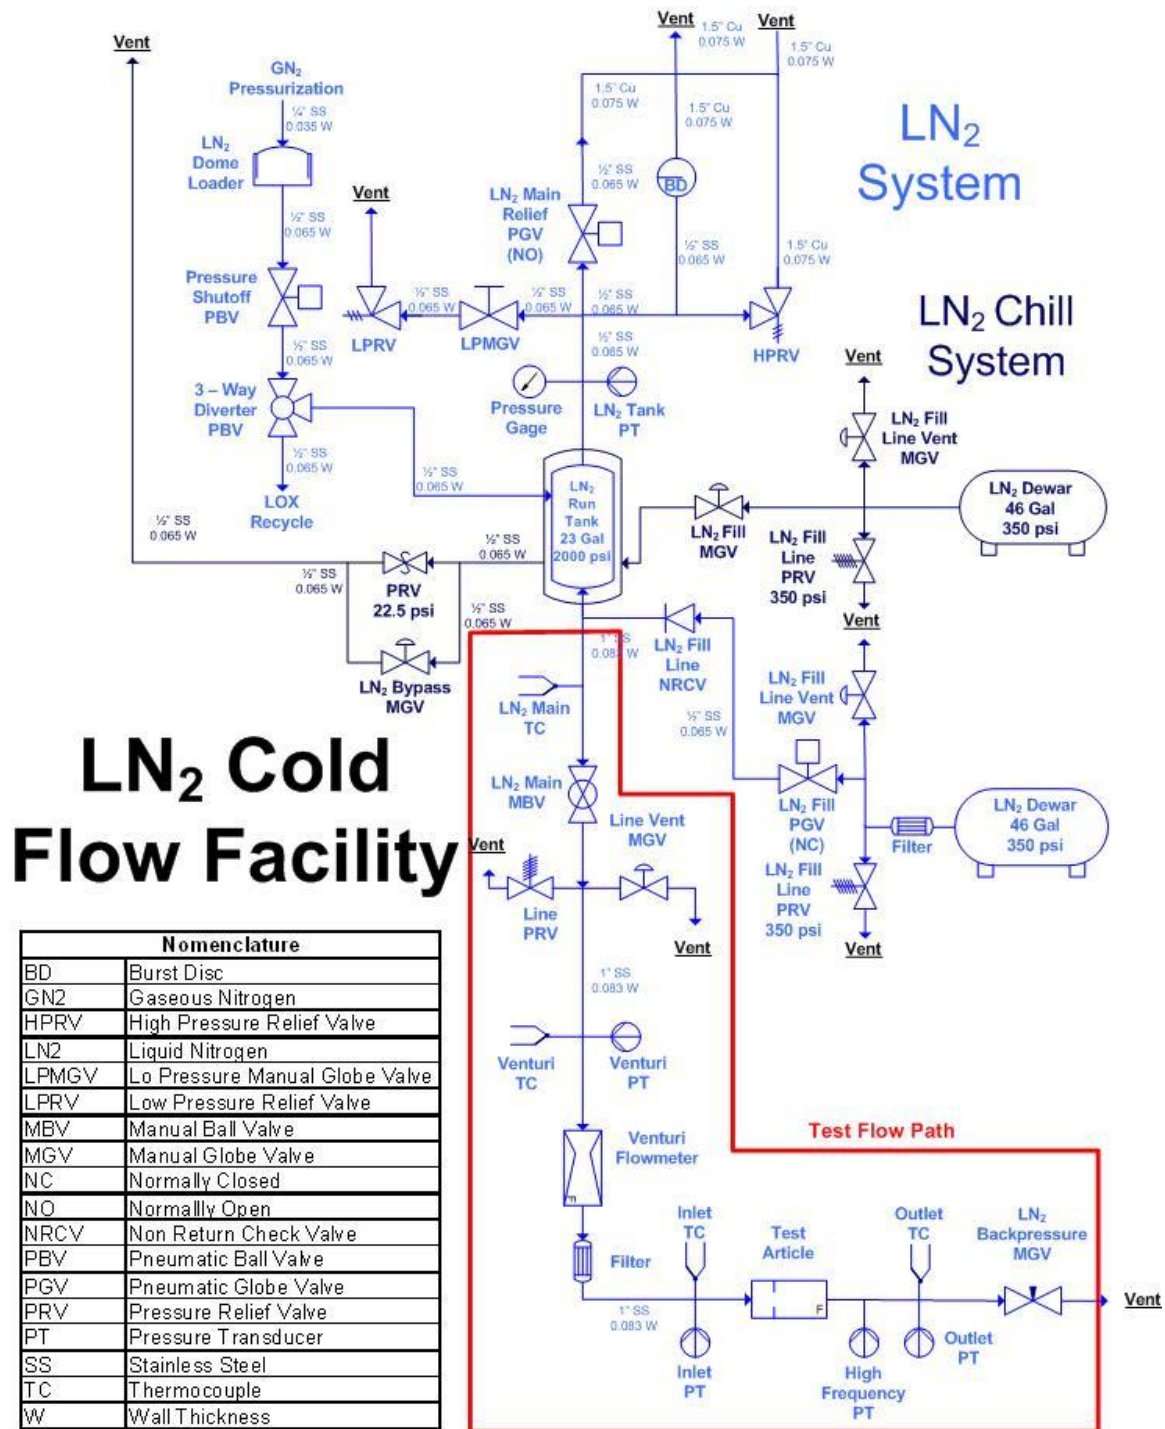 Vent
Vent
Vent
1.5" Cu
0.075 W
1.5" Cu
0.075 W
GN2
Pressurization
¼" SS
0.035 W
1.5" Cu
0.075 W
1.5" Cu
0.075 W
LN2
System
LN2
Dome
Loader
½" SS
0.065 W
BD
Vent
LN2 Main
Relief
PGV
(NO)
½" SS
0.065 W
½" SS
0.065 W
1.5" Cu
0.075 W
Pressure
Shutoff
PBV
½" SS
0.065 W
½" SS
0.065 W
½" SS
0.065 W
LPRV
LPMGV
HPRV
½" SS
0.065 W
½" SS
0.065 W
LN2 Chill
System
Vent
3 – Way
Diverter
PBV
Pressure
Gage
LN2 Tank
PT
LN2 Fill
Line Vent
MGV
½" SS
0.065 W
LOX
Recycle
½" SS
0.065 W
LN2
Run
Tank
23 Gal
2000 psi
LN2 Fill
MGV
LN2 Dewar
46 Gal
350 psi
½" SS
0.065 W
½" SS
0.065 W
LN2 Fill
Line
PRV
350 psi
½" SS
0.065 W
PRV
22.5 psi
½" SS
0.065 W
Vent
1" SS
0.083 W
LN2 Fill
Line
NRCV
LN2 Bypass
MGV
LN2 Main
TC
LN2 Fill
Line Vent
MGV
½" SS
0.065 W
LN2 Cold
Flow Facility
LN2 Main
MBV
LN2 Fill
PGV
(NC)
LN2 Dewar
46 Gal
350 psi
Filter
Line Vent
MGV
Vent
Line
PRV
Vent
LN2 Fill
Line
PRV
350 psi
Vent
1" SS
0.083 W
Venturi
TC
Venturi
PT
Venturi
Flowmeter
m
Test Flow Path
Filter
Inlet
TC
Test
Article
F
Outlet
TC
LN2
Backpressure
MGV
Vent
1" SS
0.083 W
Inlet
PT
High
Frequency
PT
Outlet
PT
Nomenclature
BD Burst Disc
GN2 Gaseous Nitrogen
HPRV High Pressure Relief Valve
LN2 Liquid Nitrogen
LPMGV Lo Pressure Manual Globe Valve
LPRV Low Pressure Relief Valve
MBV Manual Ball Valve
MGV Manual Globe Valve
NC Normally Closed
NO Normallly Open
NRCV Non Return Check Valve
PBV Pneumatic Ball Valve
PGV Pneumatic Globe Valve
PRV Pressure Relief Valve
PT Pressure Transducer
SS Stainless Steel
TC Thermocouple
W Wall Thickness